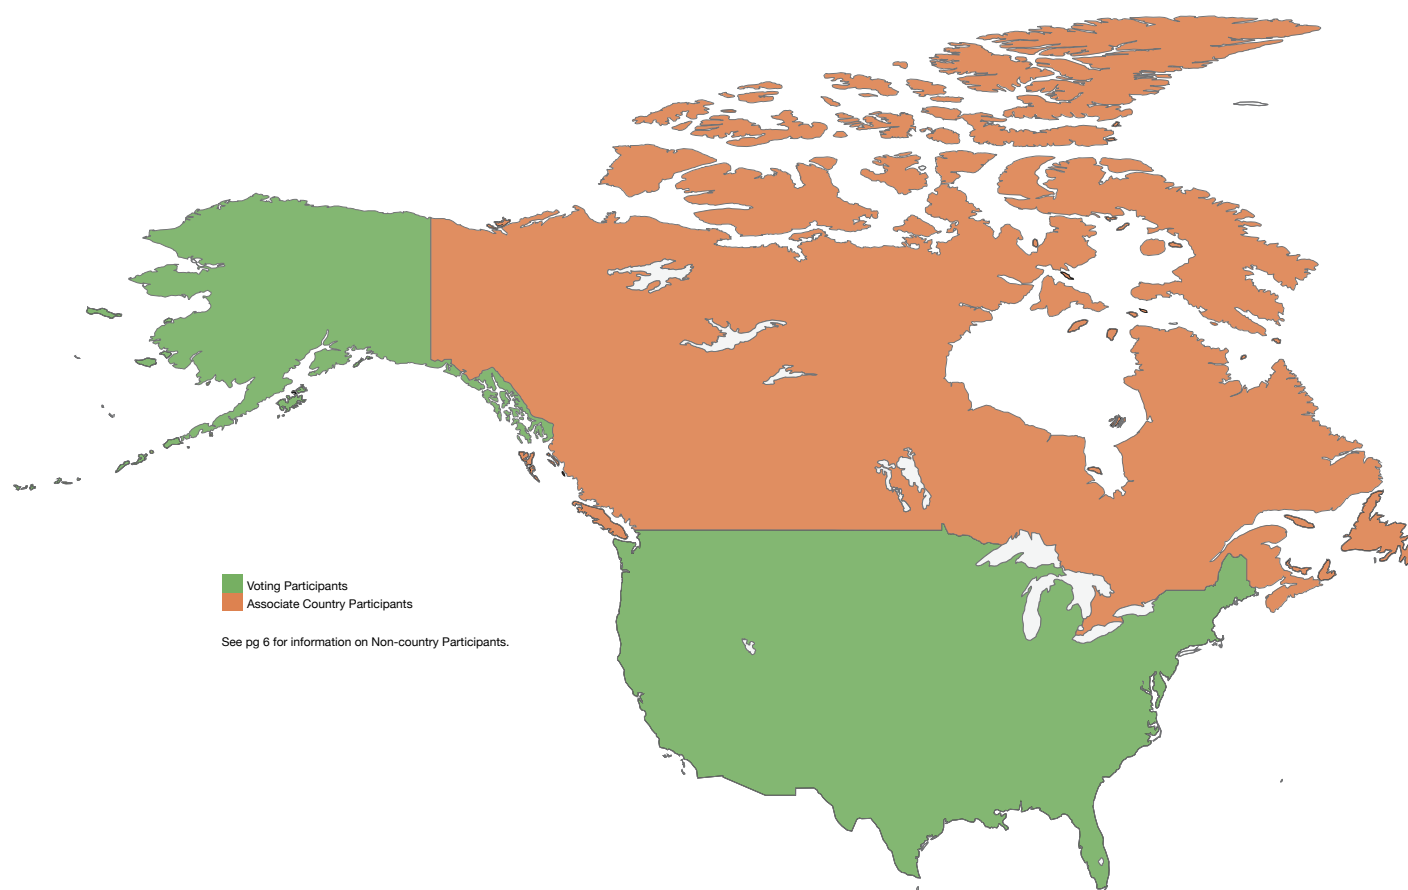 Voting Participants
Associate Country Participants
See pg 6 for information on Non-country Participants.